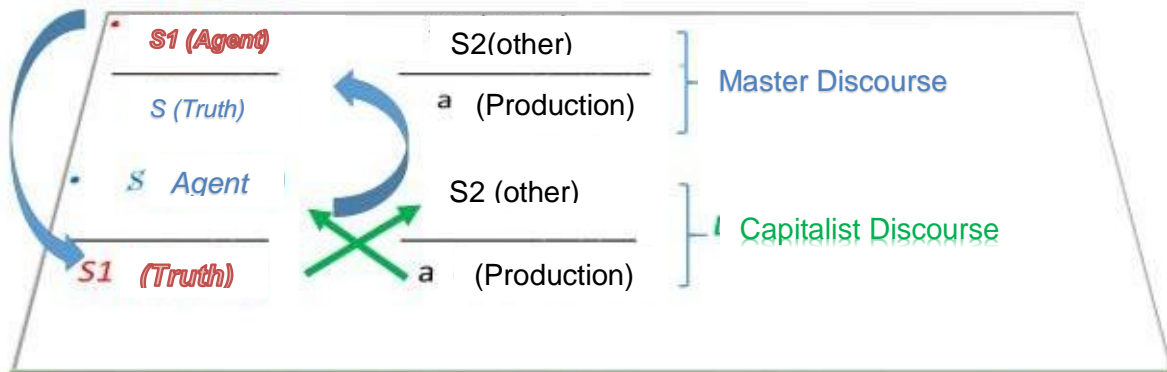 S1 (Agent) S2(other)
Master Discourse
S (Truth) a (Production)
S Agent S2 (other)
Capitalist Discourse
S1 (Truth) a (Production)